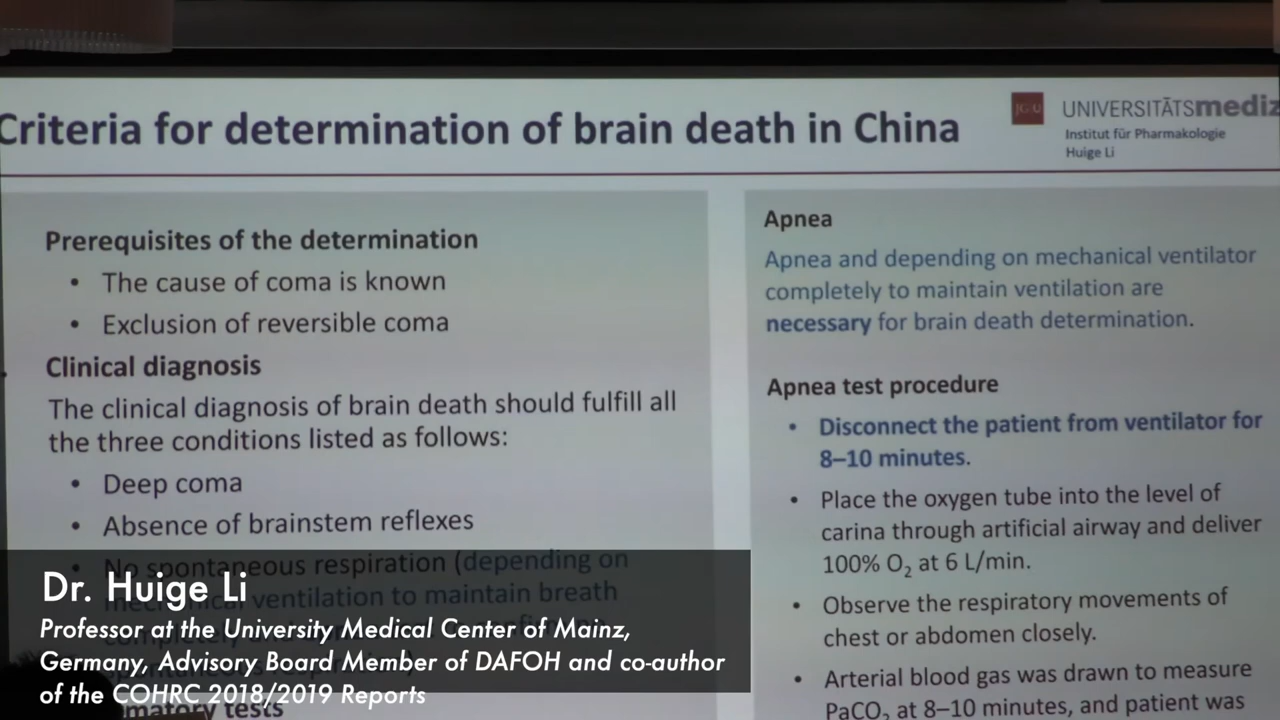 Criteria for determination of brain death in China
JG|U
UNIVERSITÄTSmediz
Institut für Pharmakologie
Huige Li
Prerequisites of the determination
• The cause of coma is known
• Exclusion of reversible coma
Clinical diagnosis
The clinical diagnosis of brain death should fulfill all
the three conditions listed as follows:
• Deep coma
• Absence of brainstem reflexes
• No spontaneous respiration (depending on
mechanical ventilation to maintain breath
Apnea
Apnea and depending on mechanical ventilator
completely to maintain ventilation are
necessary for brain death determination.
Apnea test procedure
• Disconnect the patient from ventilator for
8–10 minutes.
• Place the oxygen tube into the level of
carina through artificial airway and deliver
100% O₂ at 6 L/min.
• Observe the respiratory movements of
chest or abdomen closely.
• Arterial blood gas was drawn to measure
PaCO₂ at 8–10 minutes, and patient was
Dr. Huige Li
Professor at the University Medical Center of Mainz,
Germany, Advisory Board Member of DAFOH and co-author
of the COHRC 2018/2019 Reports
tests